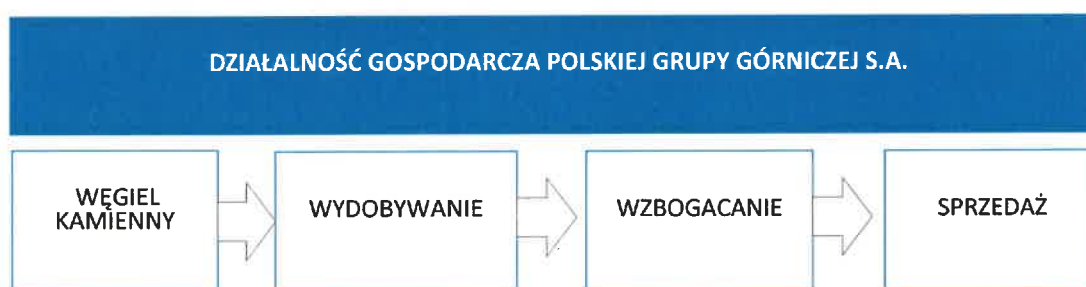 DZIAŁALNOŚĆ GOSPODARCZA POLSKIEJ GRUPY GÓRNICZEJ S.A.
WĘGIEL
KAMIENNY
WYDOBYWANIE
WZBOGACANIE
SPRZEDAŻ